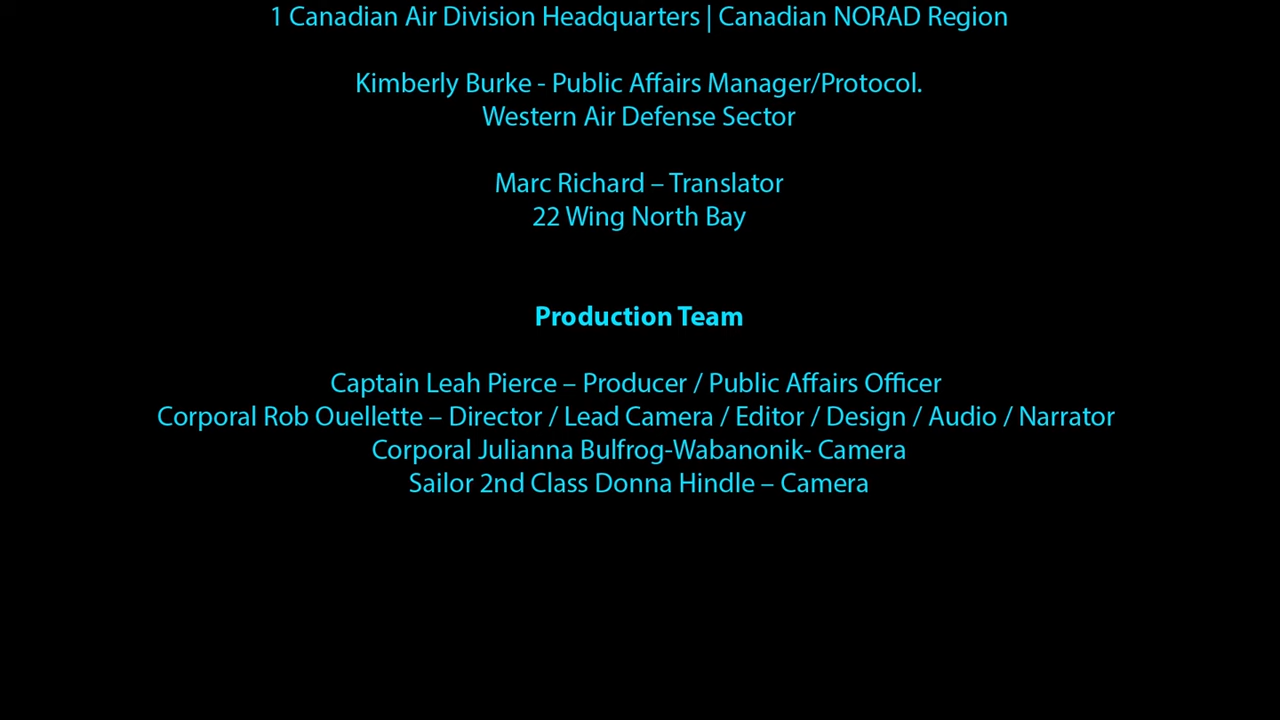 1 Canadian Air Division Headquarters | Canadian NORAD Region
Kimberly Burke - Public Affairs Manager/Protocol.
Western Air Defense Sector
Marc Richard – Translator
22 Wing North Bay
Production Team
Captain Leah Pierce – Producer / Public Affairs Officer
Corporal Rob Ouellette – Director / Lead Camera / Editor / Design / Audio / Narrator
Corporal Julianna Bulfrog-Wabanonik- Camera
Sailor 2nd Class Donna Hindle – Camera